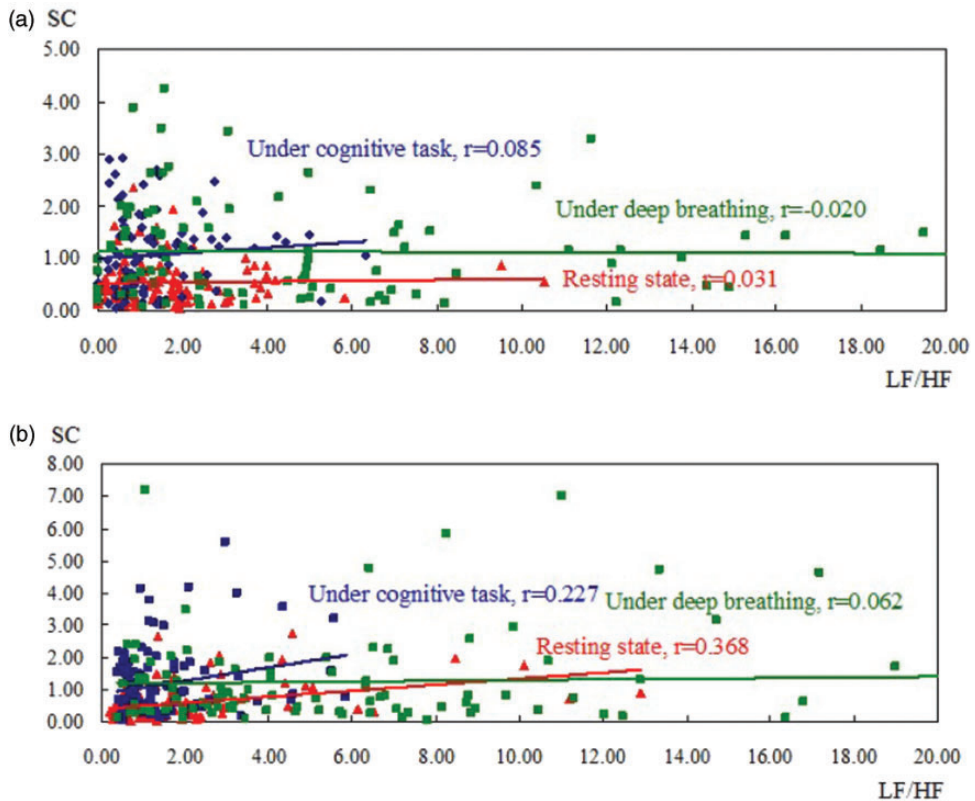 (a) SC
5.00
4.00
3.00
Under cognitive task, r=0.085
2.00
Under deep breathing, r=-0.020
1.00
Resting state, r=0.031
0.00
0.00 2.00 4.00 6.00 8.00 10.00 12.00 14.00 16.00 18.00 20.00
LF/HF
(b) SC
8.00
7.00
6.00
5.00
4.00
Under cognitive task, r=0.227
Under deep breathing, r=0.062
3.00
Resting state, r=0.368
2.00
1.00
0.00
0.00 2.00 4.00 6.00 8.00 10.00 12.00 14.00 16.00 18.00 20.00
LF/HF